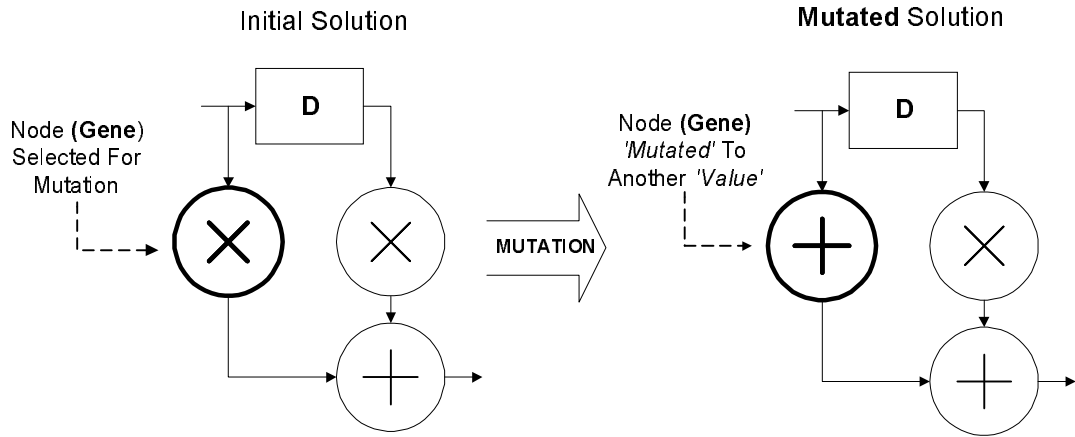 Initial Solution
D
Node (Gene)
Selected For
Mutation
MUTATION
Mutated Solution
D
Node (Gene)
'Mutated' To
Another 'Value'